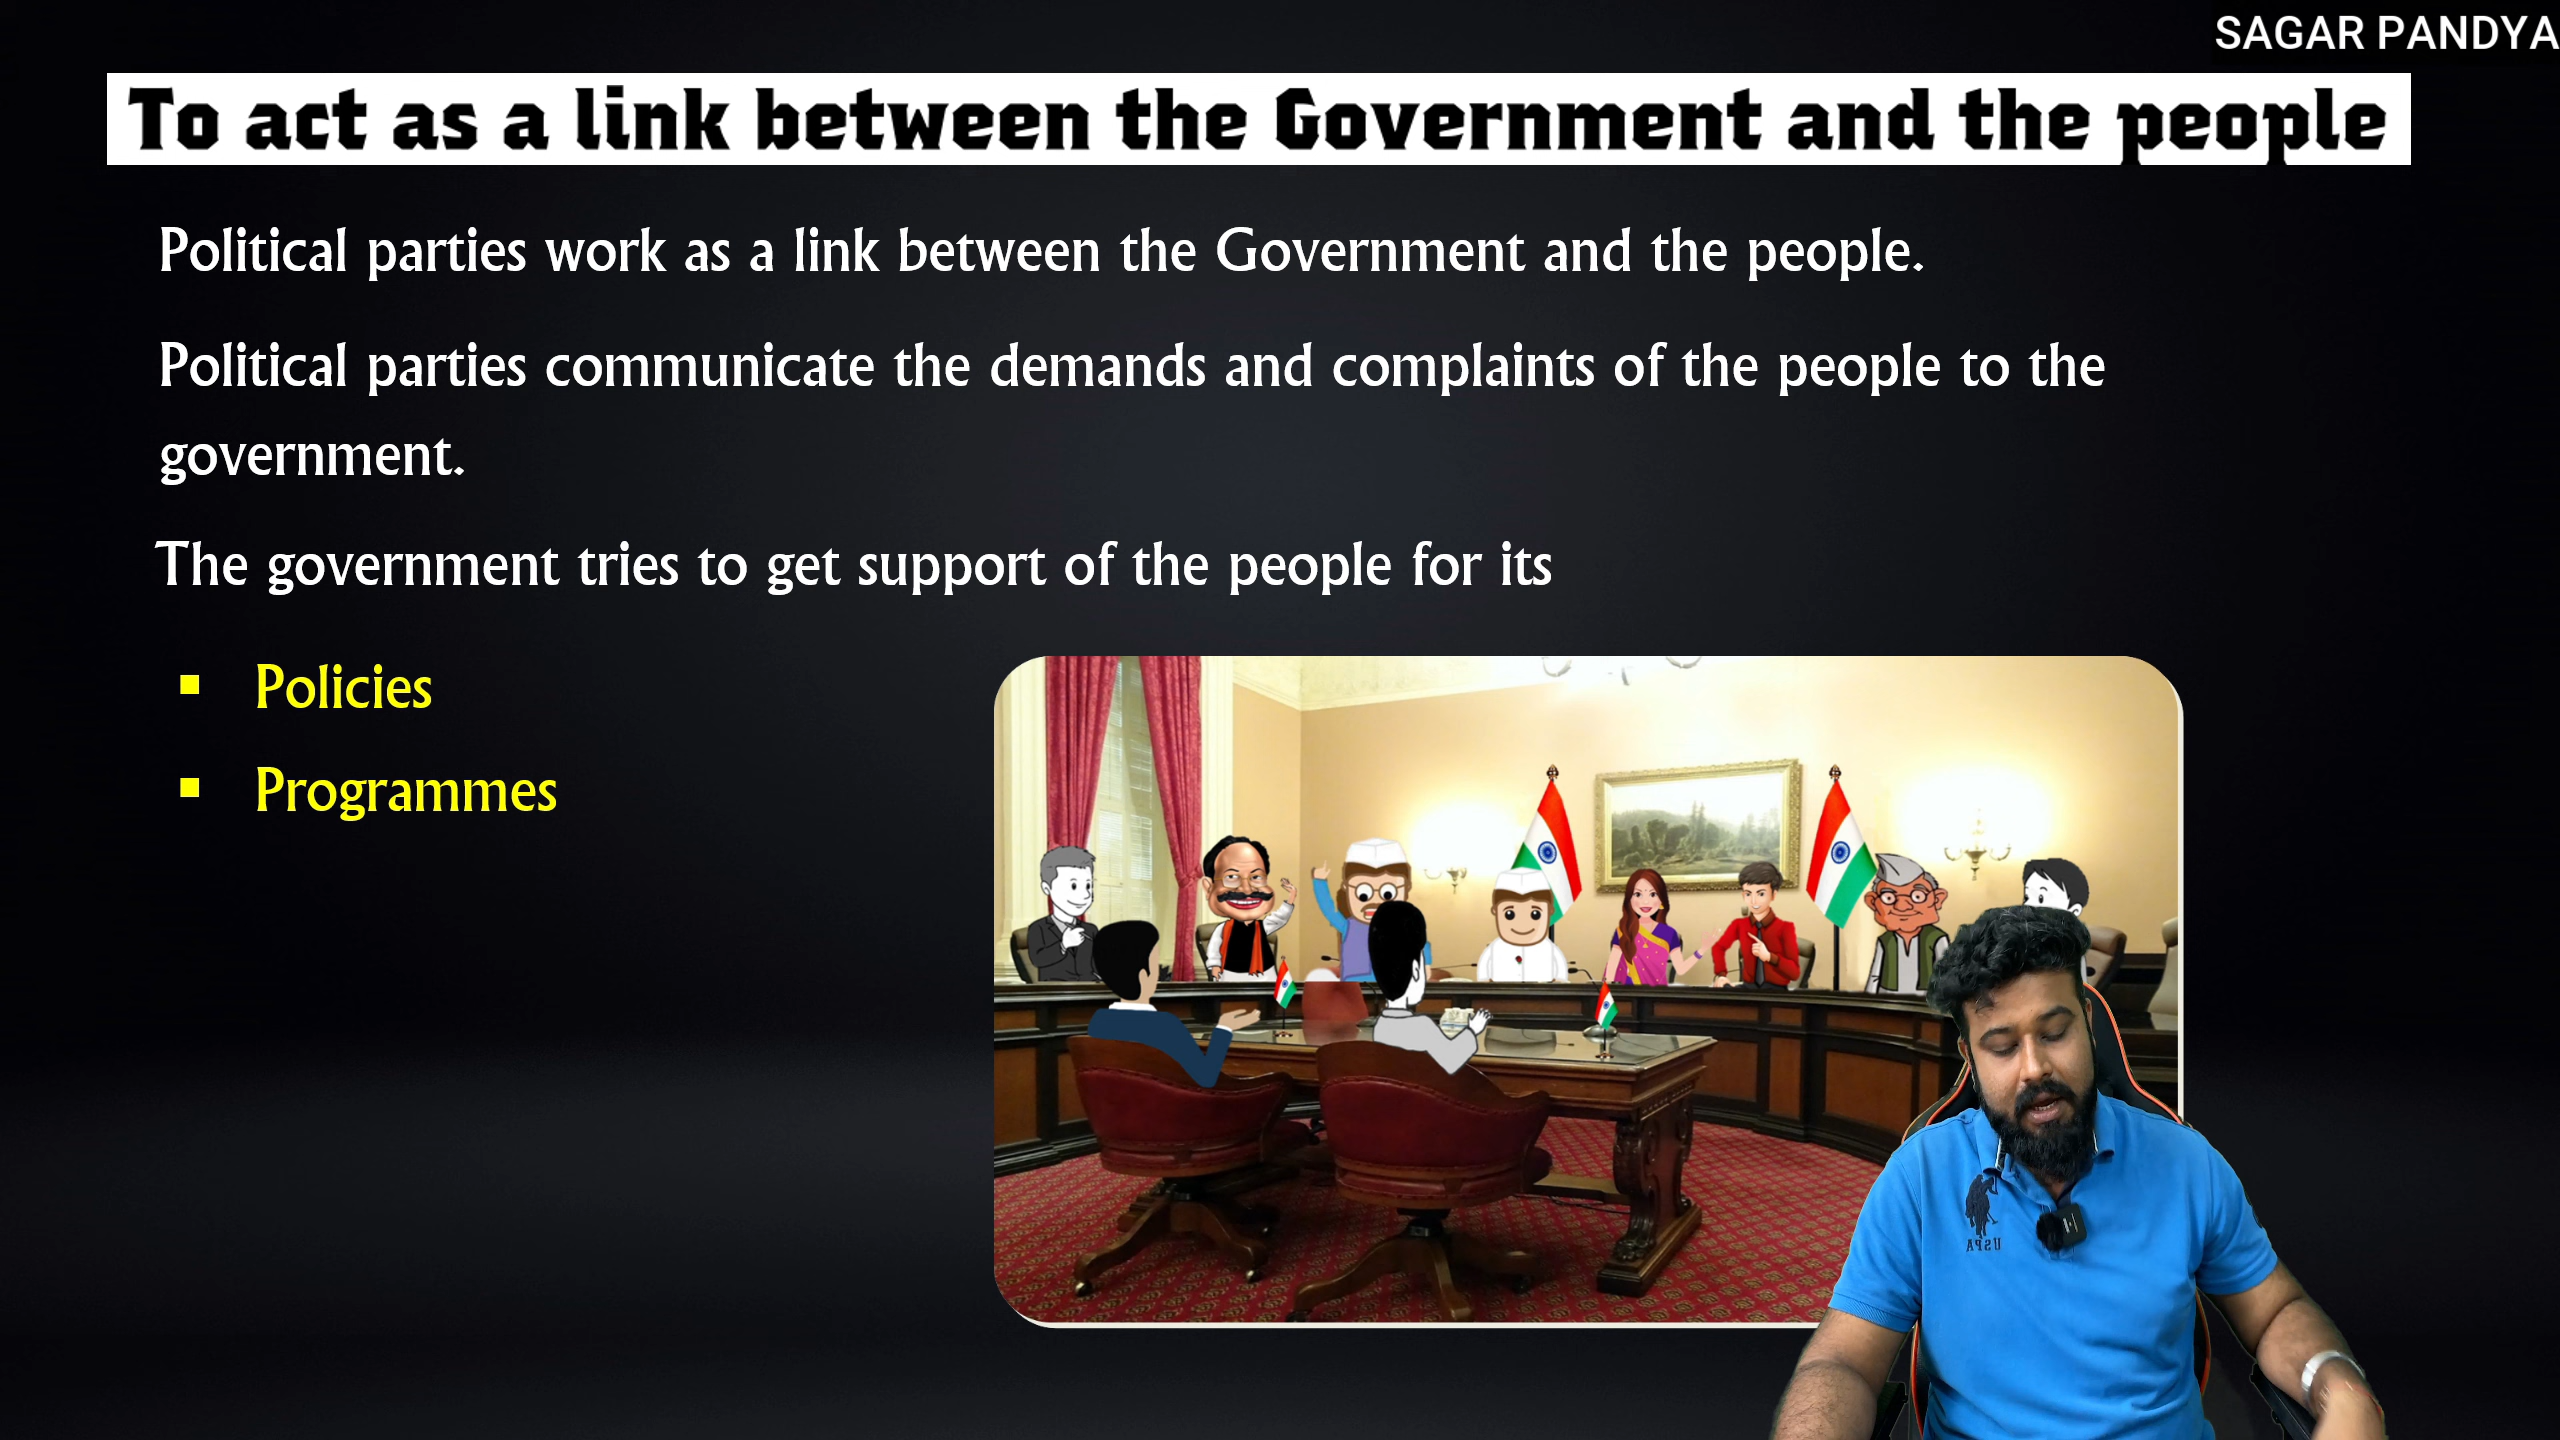 SAGAR PANDYA
To act as a link between the Government and the people
Political parties work as a link between the Government and the people.
Political parties communicate the demands and complaints of the people to the
government.
The government tries to get support of the people for its
▪ Policies
▪ Programmes
USPA